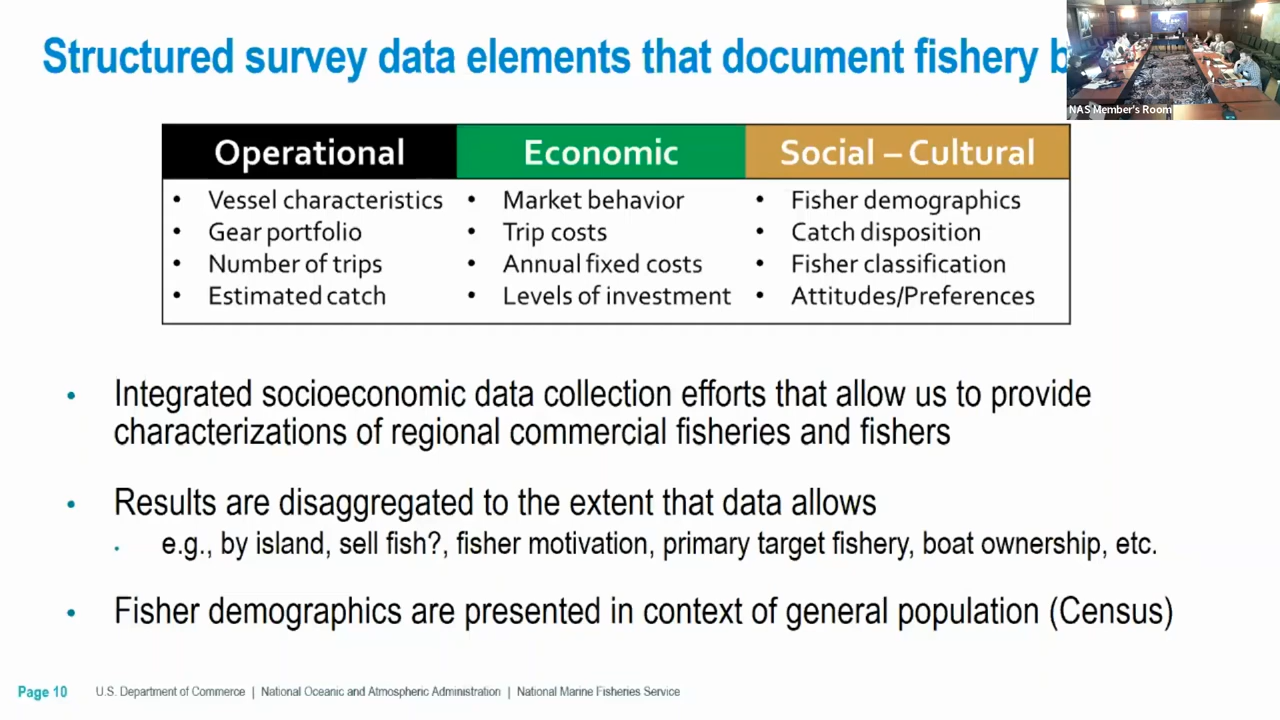 Structured survey data elements that document fishery
NAS Member's Room
Operational
Economic
Social – Cultural
• Vessel characteristics
• Gear portfolio
• Number of trips
• Estimated catch
• Market behavior
• Trip costs
• Annual fixed costs
• Levels of investment
• Fisher demographics
• Catch disposition
• Fisher classification
• Attitudes/Preferences
• Integrated socioeconomic data collection efforts that allow us to provide
characterizations of regional commercial fisheries and fishers
• Results are disaggregated to the extent that data allows
• e.g., by island, sell fish?, fisher motivation, primary target fishery, boat ownership, etc.
• Fisher demographics are presented in context of general population (Census)
Page 10 U.S. Department of Commerce | National Oceanic and Atmospheric Administration | National Marine Fisheries Service